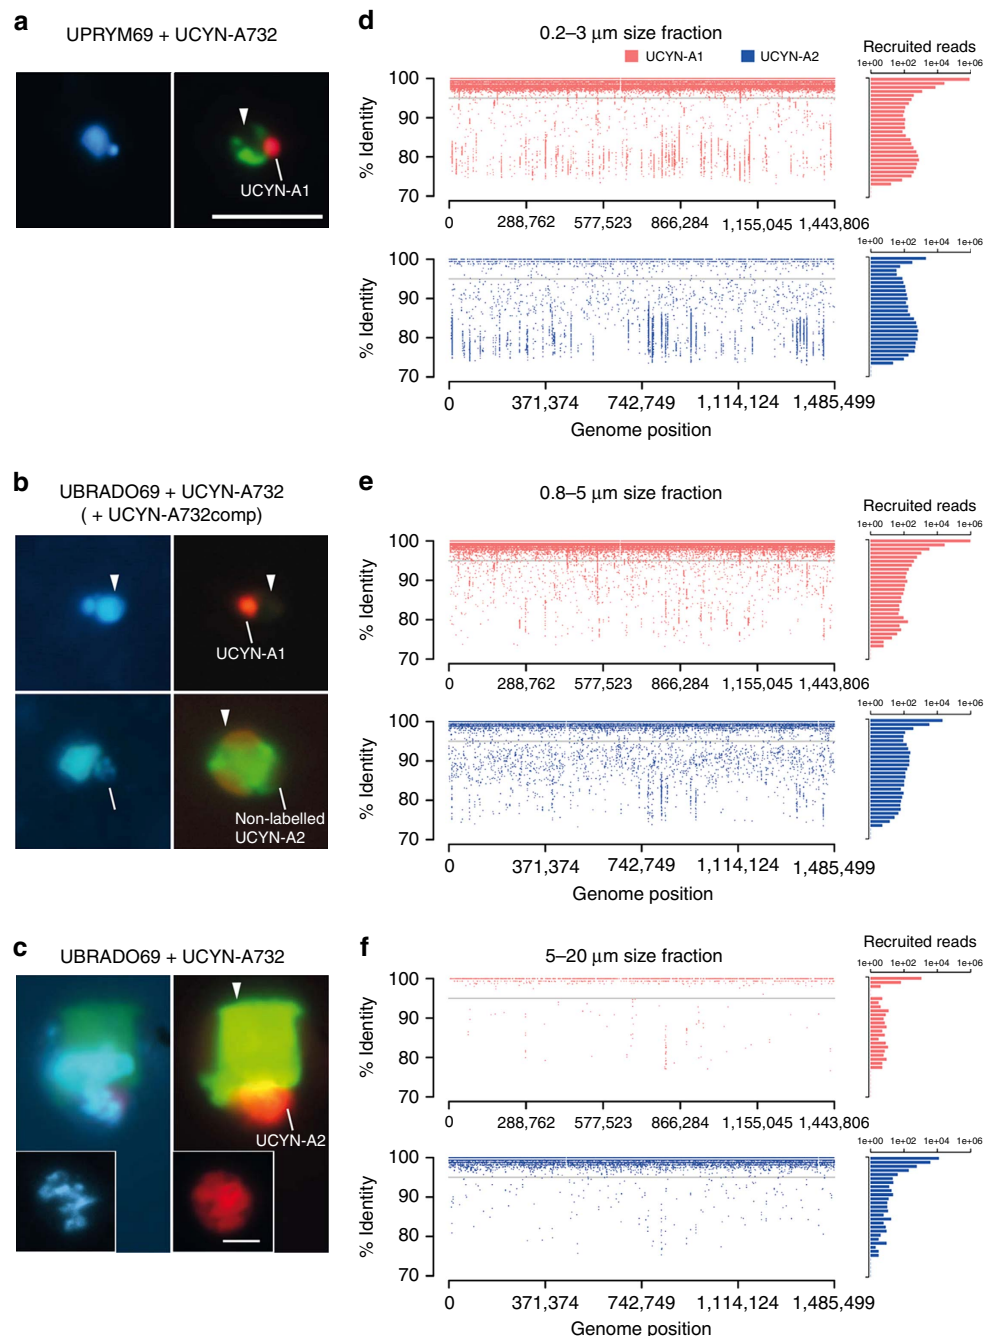 a
UPRYM69 + UCYN-A732
UCYN-A1
b
UBRADO69 + UCYN-A732
( + UCYN-A732comp)
UCYN-A1
Non-labelled
UCYN-A2
c
UBRADO69 + UCYN-A732
UCYN-A2
d
0.2–3 μm size fraction
UCYN-A1
UCYN-A2
Recruited reads
1e+00 1e+02 1e+04 1e+06
% Identity
100
90
80
70
0 288,762 577,523 866,284 1,155,045 1,443,806
1e+00 1e+02 1e+04 1e+06
% Identity
100
90
80
70
0 371,374 742,749 1,114,124 1,485,499
Genome position
e
0.8–5 μm size fraction
Recruited reads
1e+00 1e+02 1e+04 1e+06
% Identity
100
90
80
70
0 288,762 577,523 866,284 1,155,045 1,443,806
1e+00 1e+02 1e+04 1e+06
% Identity
100
90
80
70
0 371,374 742,749 1,114,124 1,485,499
Genome position
f
5–20 μm size fraction
Recruited reads
1e+00 1e+02 1e+04 1e+06
% Identity
100
90
80
70
0 288,762 577,523 866,284 1,155,045 1,443,806
1e+00 1e+02 1e+04 1e+06
% Identity
100
90
80
70
0 371,374 742,749 1,114,124 1,485,499
Genome position